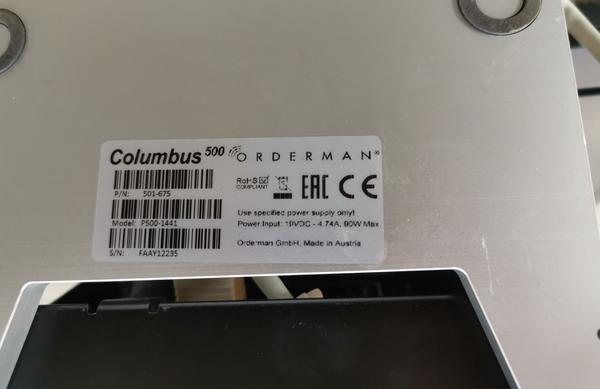 Columbus 500 ORDERMAN®
P/N: 501-675
RoHS COMPLIANT EAC CE
Model: P500-1441
S/N: FAAY12235
Use specified power supply only!
Power Input: 19VDC - 4.74A, 90W Max
Orderman GmbH, Made in Austria